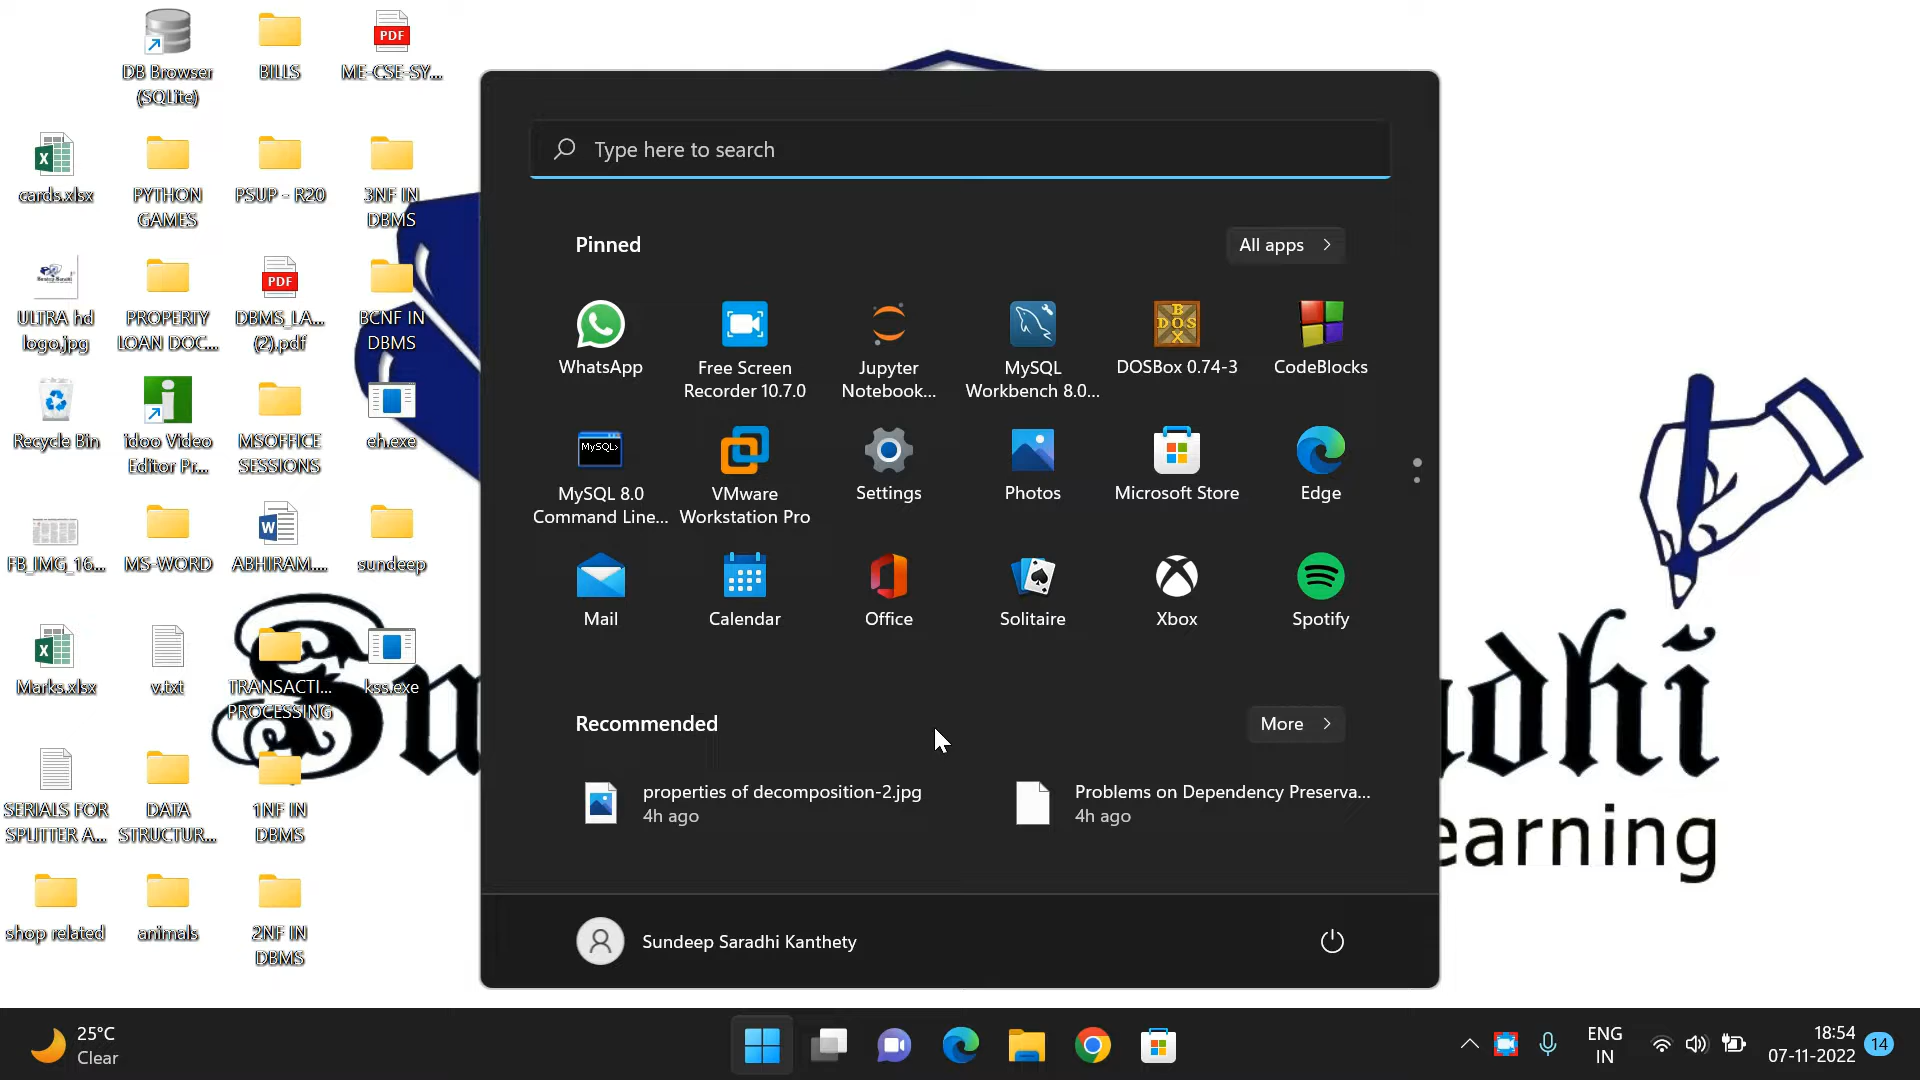 DB Browser
(SQLite)
BILLS
PDF
ME-CSE-SY...
cards.xlsx
PYTHON
GAMES
PSUP - R20
3NF IN
DBMS
ULTRA hd
logo.jpg
PROPERTY
LOAN DOC...
PDF
DBMS_LA...
(2).pdf
BCNF IN
DBMS
Recycle Bin
idoo Video
Editor Pr...
MSOFFICE
SESSIONS
eh.exe
FB_IMG_16...
MS-WORD
ABHIRAM....
sundeep
Marks.xlsx
v.txt
TRANSACTI...
PROCESSING
kss.exe
SERIALS FOR
SPLITTER A...
DATA
STRUCTUR...
1NF IN
DBMS
shop related
animals
2NF IN
DBMS
Type here to search
Pinned
All apps
WhatsApp
Free Screen
Recorder 10.7.0
Jupyter
Notebook...
MySQL
Workbench 8.0...
DOSBox 0.74-3
CodeBlocks
MySQL 8.0
Command Line...
VMware
Workstation Pro
Settings
Photos
Microsoft Store
Edge
Mail
Calendar
Office
Solitaire
Xbox
Spotify
Recommended
More
properties of decomposition-2.jpg
4h ago
Problems on Dependency Preserva...
4h ago
Sundeep Saradhi Kanthety
Su
adhi
earning
25°C
Clear
ENG
IN
18:54
07-11-2022
14